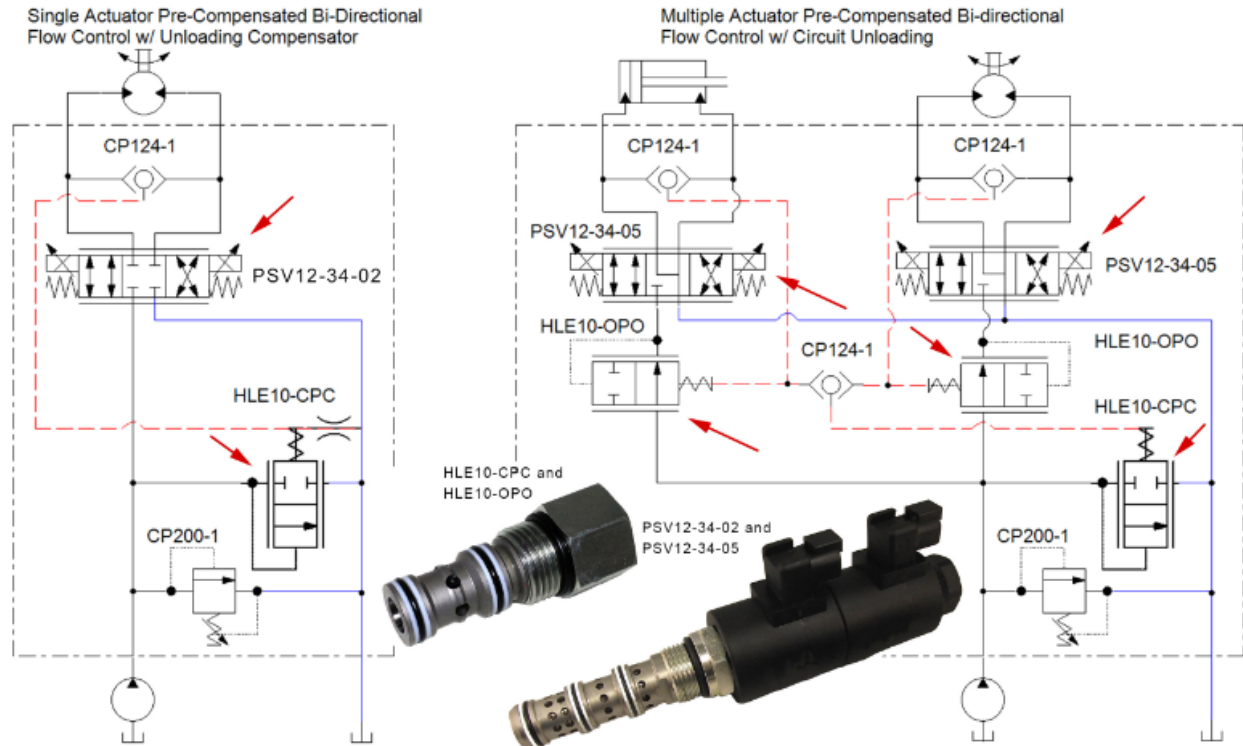 Single Actuator Pre-Compensated Bi-Directional
Flow Control w/ Unloading Compensator
CP124-1
PSV12-34-02
HLE10-CPC
CP200-1
Multiple Actuator Pre-Compensated Bi-directional
Flow Control w/ Circuit Unloading
CP124-1
CP124-1
PSV12-34-05
PSV12-34-05
HLE10-OPO
CP124-1
HLE10-OPO
HLE10-CPC
CP200-1
HLE10-CPC and
HLE10-OPO
PSV12-34-02 and
PSV12-34-05